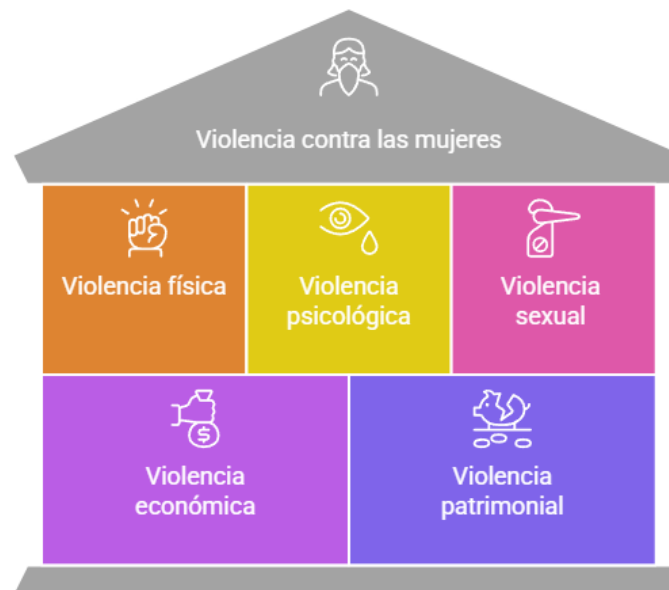 Violencia contra las mujeres
Violencia física
Violencia
psicológica
Violencia
sexual
$
Violencia
económica
Violencia
patrimonial